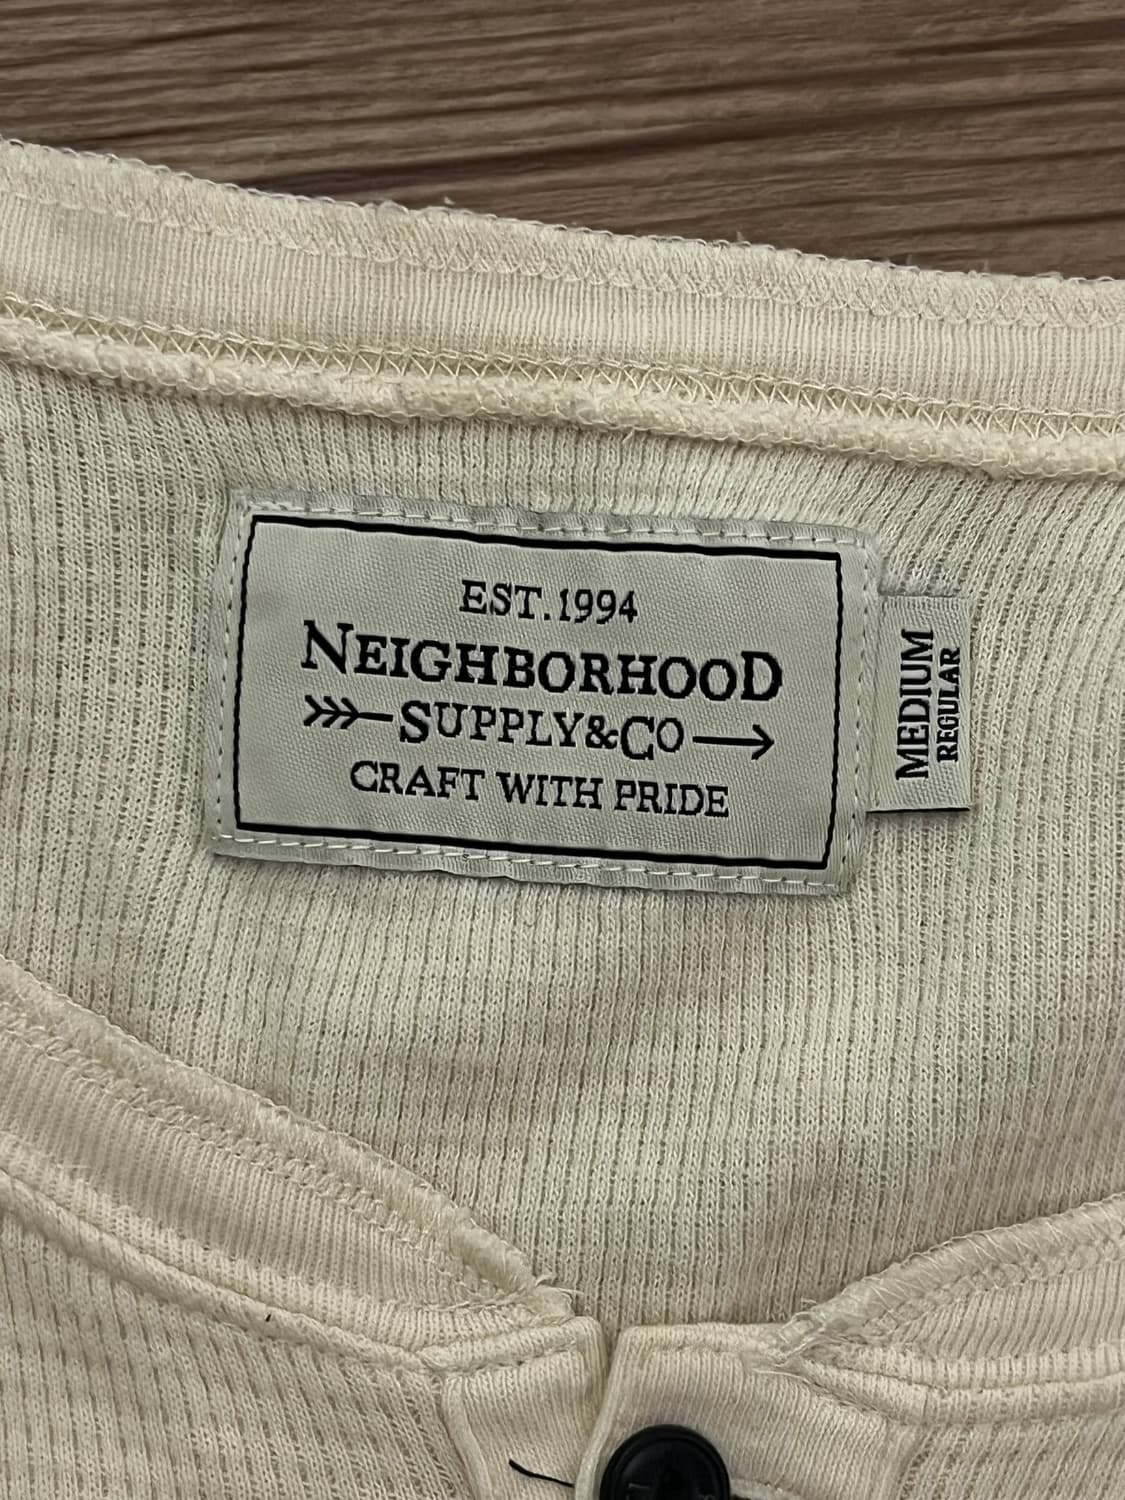 EST.1994
NEIGHBORHOOD
SUPPLY&CO
CRAFT WITH PRIDE
MEDIUM
REGULAR